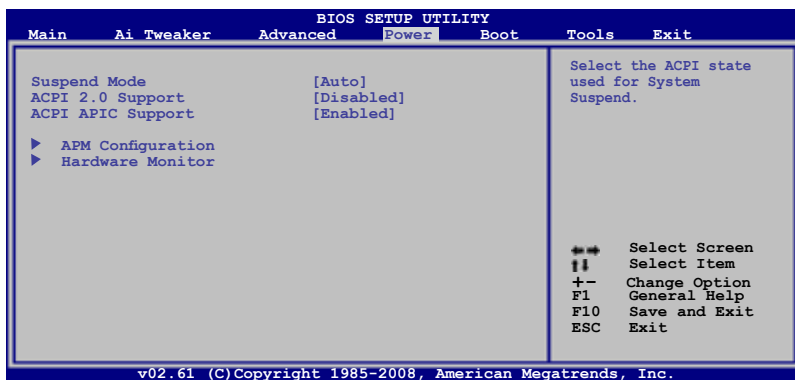 BIOS SETUP UTILITY
Main Ai Tweaker Advanced Power Boot Tools Exit
Suspend Mode [Auto]
ACPI 2.0 Support [Disabled]
ACPI APIC Support [Enabled]
APM Configuration
Hardware Monitor
Select the ACPI state
used for System
Suspend.
Select Screen
Select Item
+- Change Option
F1 General Help
F10 Save and Exit
ESC Exit
v02.61 (C)Copyright 1985-2008, American Megatrends, Inc.